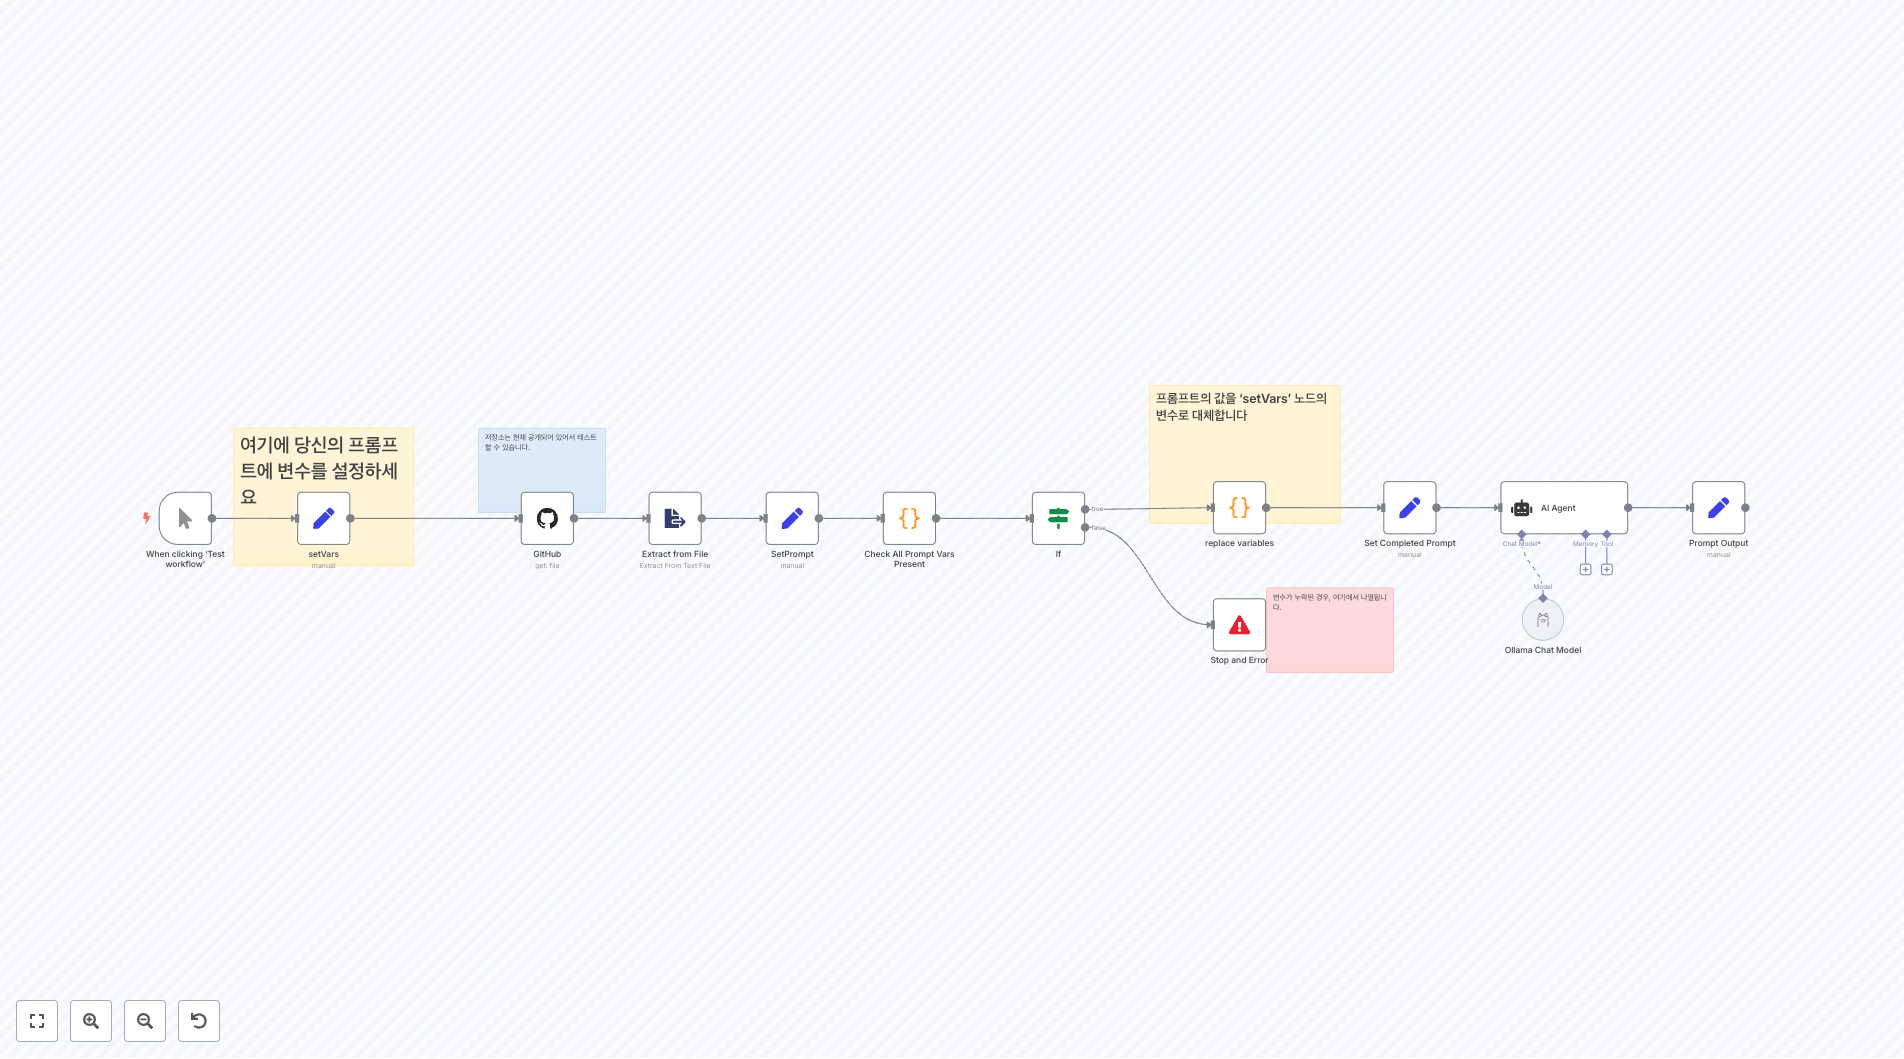 프롬프트의 값을 ‘setVars’ 노드의
변수로 대체합니다
여기에 당신의 프롬프
트에 변수를 설정하세
요
저장소는 현재 공개되어 있어서 테스트
할 수 있습니다.
When clicking ‘Test
workflow’
setVars
manual
GitHub
get: file
Extract from File
Extract From Text File
SetPrompt
manual
Check All Prompt Vars
Present
If
true
false
replace variables
Set Completed Prompt
manual
AI Agent
Chat Model*
Memory
Tool
Model
Ollama Chat Model
Prompt Output
manual
변수가 누락된 경우, 여기에서 나열됩니
다.
Stop and Error